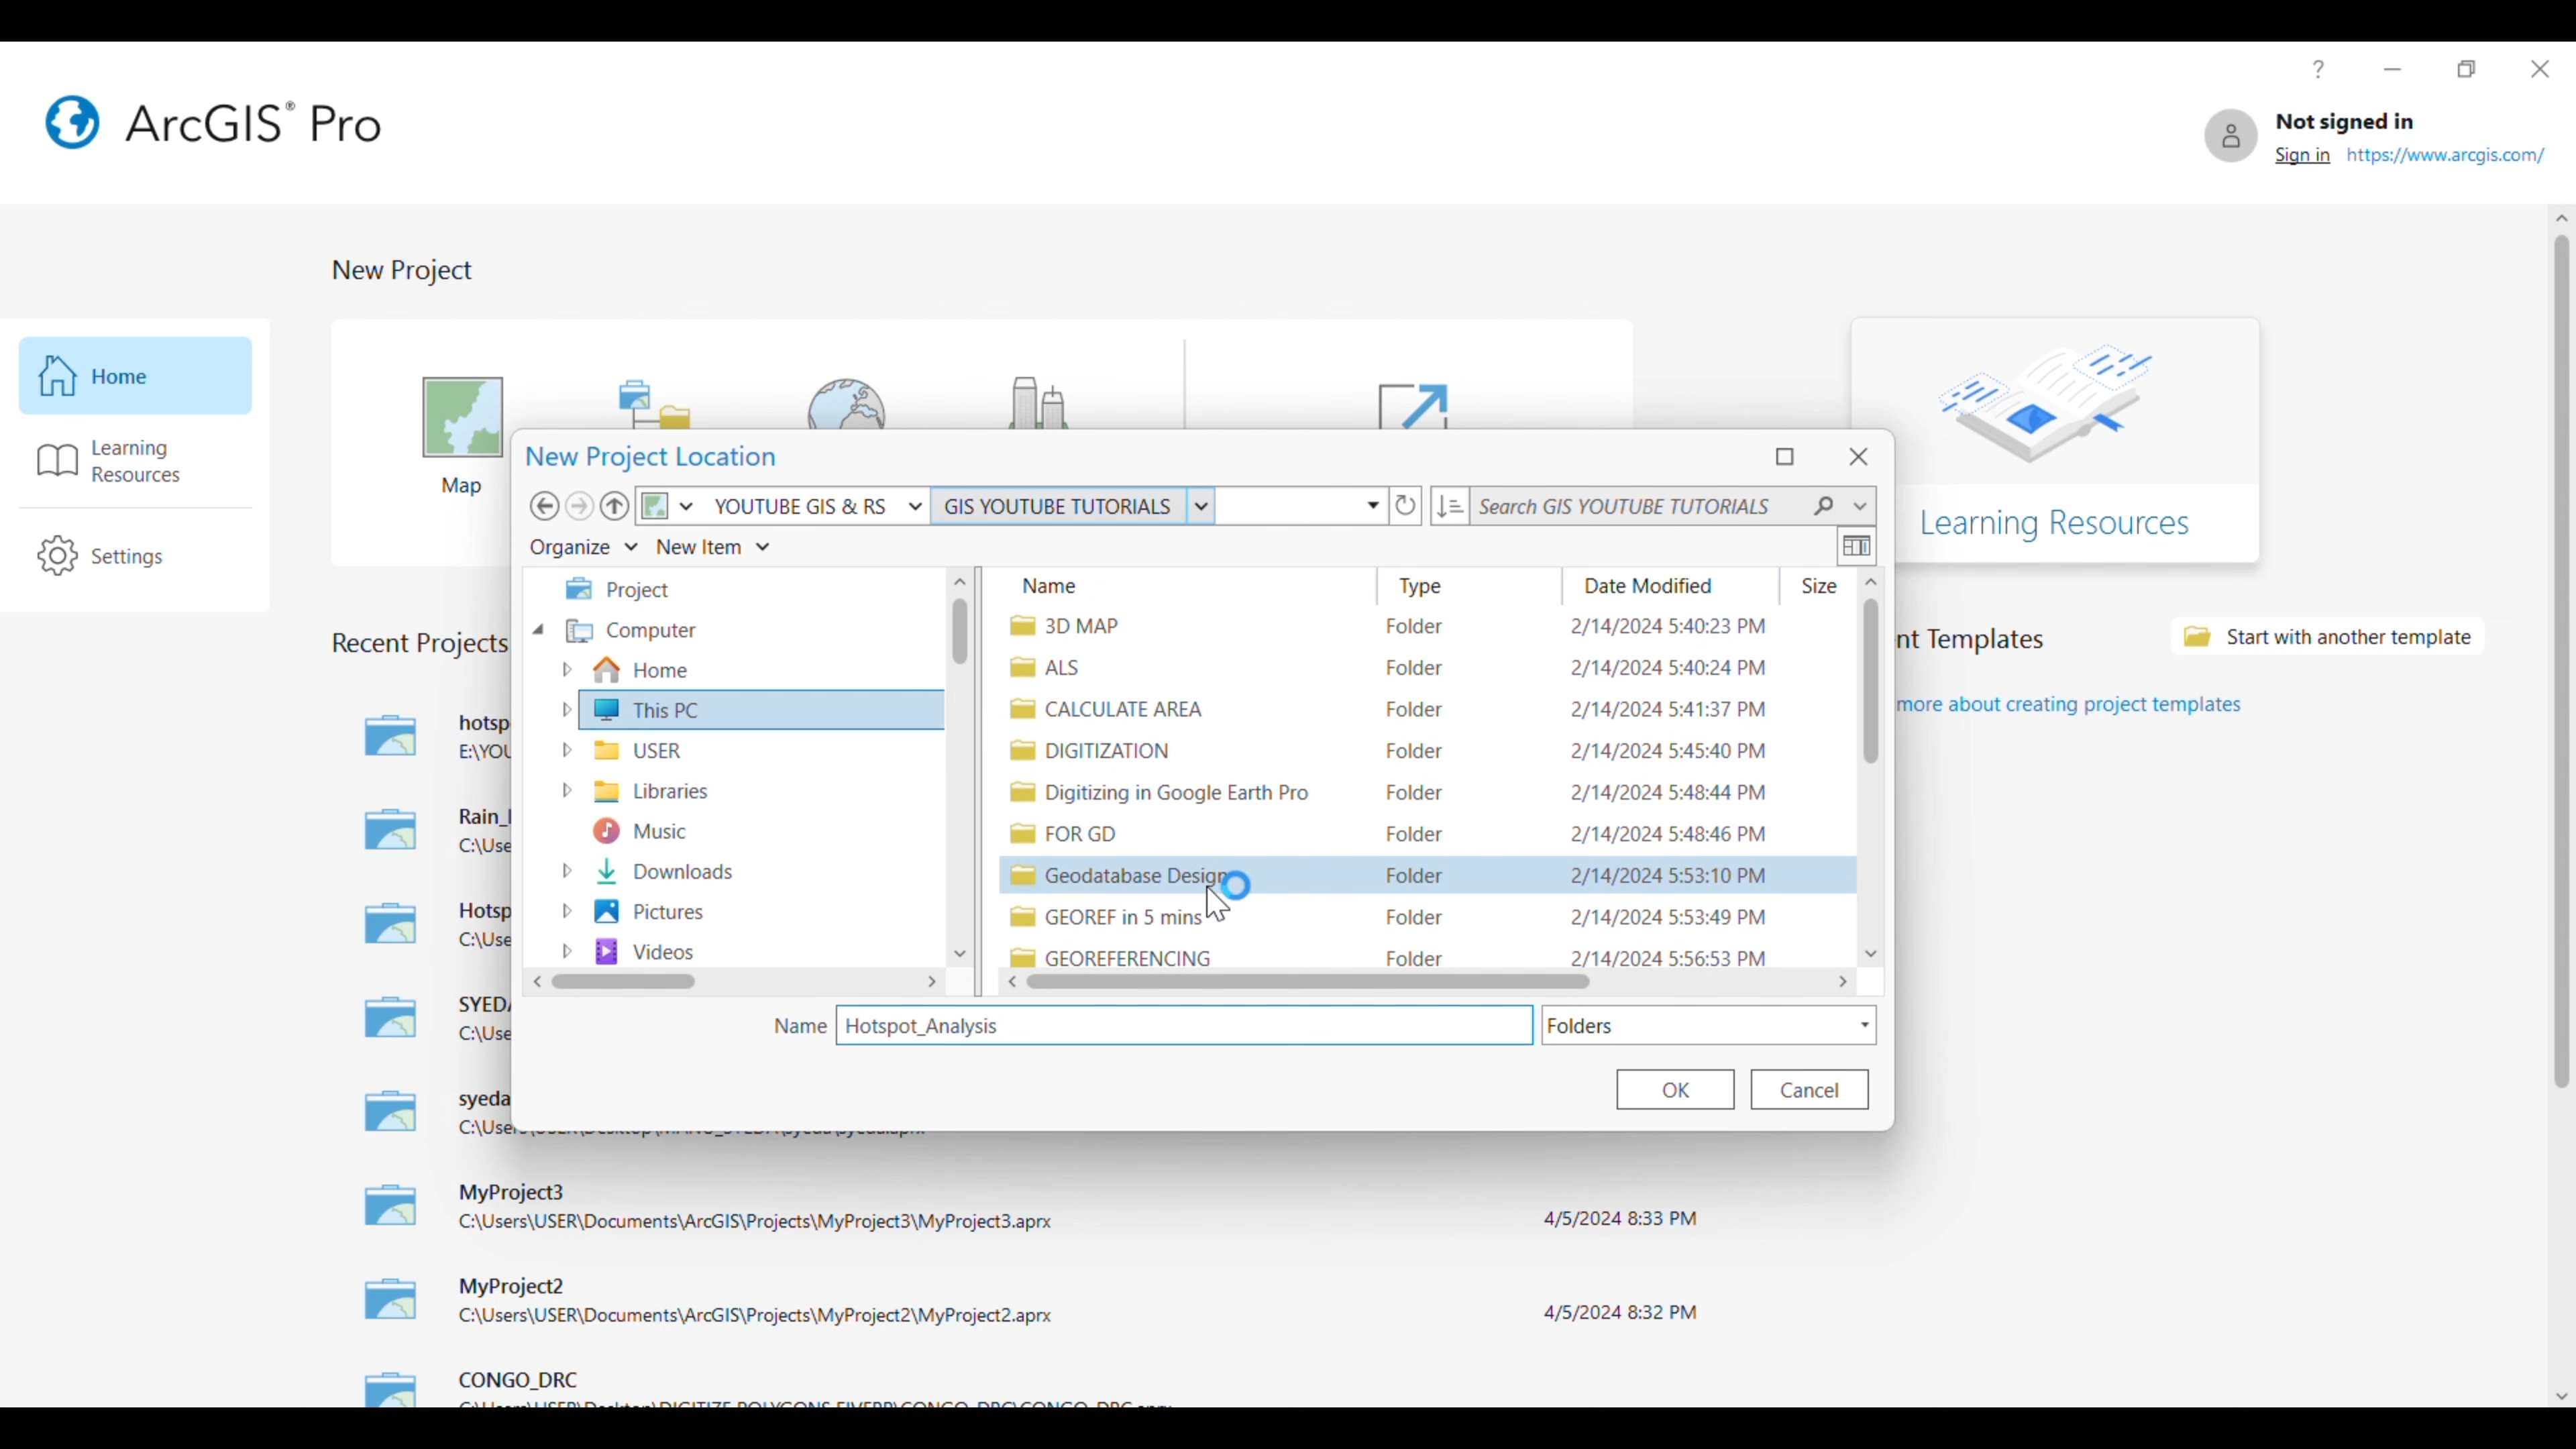 ArcGIS® Pro
?
Not signed in
Sign in https://www.arcgis.com/
New Project
Home
Learning
Resources
Settings
Map
Learning Resources
New Project Location
YOUTUBE GIS & RS GIS YOUTUBE TUTORIALS Search GIS YOUTUBE TUTORIALS
Organize New Item
Project
Computer
Home
This PC
USER
Libraries
Music
Downloads
Pictures
Videos
Name Type Date Modified Size
3D MAP Folder 2/14/2024 5:40:23 PM
ALS Folder 2/14/2024 5:40:24 PM
CALCULATE AREA Folder 2/14/2024 5:41:37 PM
DIGITIZATION Folder 2/14/2024 5:45:40 PM
Digitizing in Google Earth Pro Folder 2/14/2024 5:48:44 PM
FOR GD Folder 2/14/2024 5:48:46 PM
Geodatabase Design Folder 2/14/2024 5:53:10 PM
GEOREF in 5 mins Folder 2/14/2024 5:53:49 PM
GEOREFERENCING Folder 2/14/2024 5:56:53 PM
Name Hotspot_Analysis Folders
OK Cancel
Recent Projects
nt Templates
Start with another template
more about creating project templates
hotsp
E:\YOU
Rain_
C:\Use
Hotsp
C:\Use
SYEDA
C:\Use
syeda
C:\User
MyProject3
C:\Users\USER\Documents\ArcGIS\Projects\MyProject3\MyProject3.aprx 4/5/2024 8:33 PM
MyProject2
C:\Users\USER\Documents\ArcGIS\Projects\MyProject2\MyProject2.aprx 4/5/2024 8:32 PM
CONGO_DRC